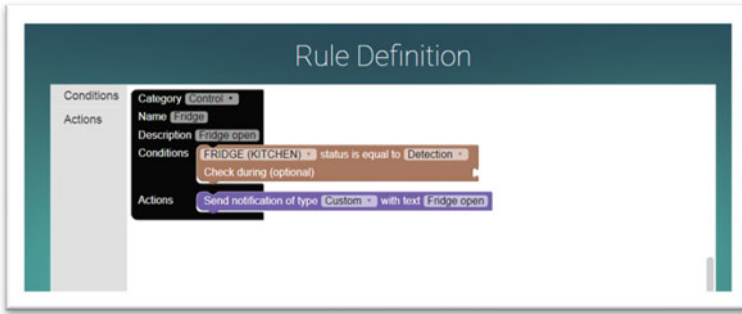 Rule Definition
Conditions
Actions
Category Control
Name Fridge
Description Fridge open
Conditions FRIDGE (KITCHEN) status is equal to Detection
Check during (optional)
Actions Send notification of type Custom with text Fridge open